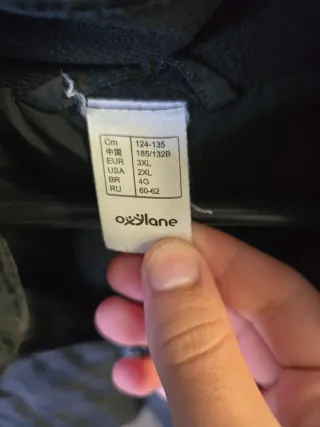 Cm 124-135
中国 185/132B
EUR 3XL
USA 2XL
BR 4G
RU 60-62
oxylane